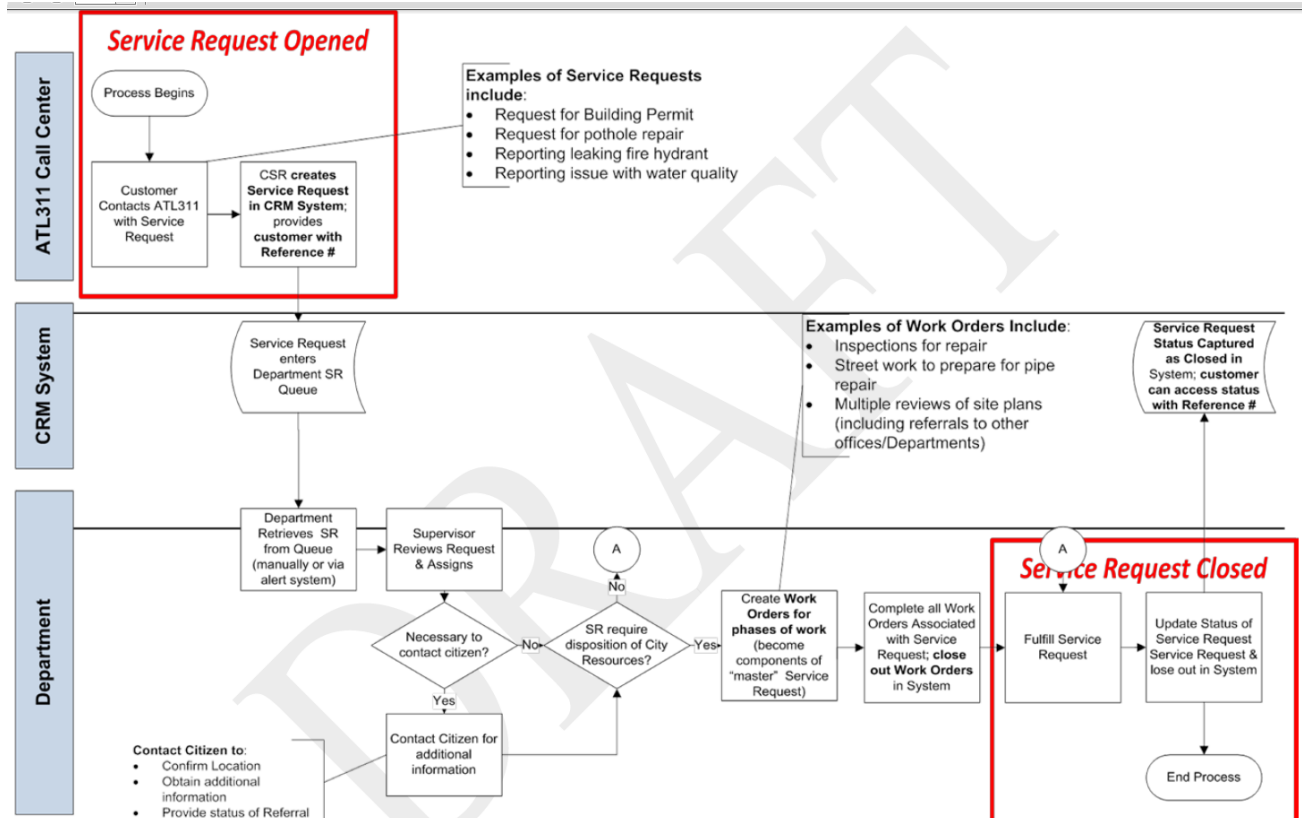 Service Request Opened
ATL311 Call Center
Process Begins
Customer
Contacts ATL311
with Service
Request
CSR creates
Service Request
in CRM System;
provides
customer with
Reference #
Examples of Service Requests
include:
• Request for Building Permit
• Request for pothole repair
• Reporting leaking fire hydrant
• Reporting issue with water quality
CRM System
Service Request
enters
Department SR
Queue
Examples of Work Orders Include:
• Inspections for repair
• Street work to prepare for pipe
repair
• Multiple reviews of site plans
(including referrals to other
offices/Departments)
Service Request
Status Captured
as Closed in
System; customer
can access status
with Reference #
Department
Department
Retrieves SR
from Queue
(manually or via
alert system)
Supervisor
Reviews Request
& Assigns
Necessary to
contact citizen?
No
Yes
Contact Citizen for
additional
information
Contact Citizen to:
• Confirm Location
• Obtain additional
information
• Provide status of Referral
A
No
SR require
disposition of City
Resources?
Yes
Create Work
Orders for
phases of work
(become
components of
“master” Service
Request)
Complete all Work
Orders Associated
with Service
Request; close
out Work Orders
in System
Service Request Closed
A
Fulfill Service
Request
Update Status of
Service Request
Service Request &
lose out in System
End Process
DRAFT